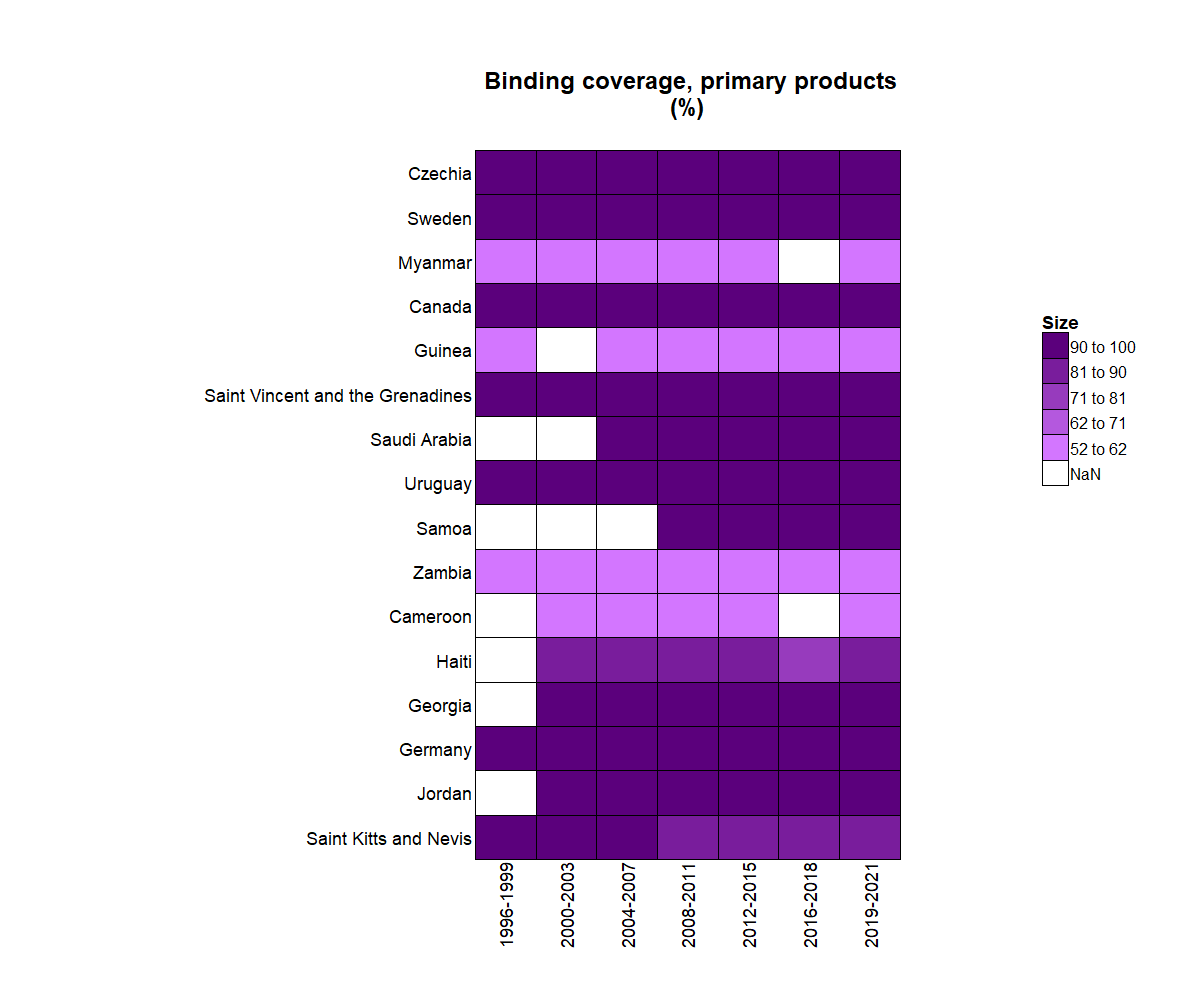 Binding coverage, primary products
(%)
Czechia
Sweden
Myanmar
Canada
Guinea
Saint Vincent and the Grenadines
Saudi Arabia
Uruguay
Samoa
Zambia
Cameroon
Haiti
Georgia
Germany
Jordan
Saint Kitts and Nevis
1996-1999
2000-2003
2004-2007
2008-2011
2012-2015
2016-2018
2019-2021
Size
90 to 100
81 to 90
71 to 81
62 to 71
52 to 62
NaN